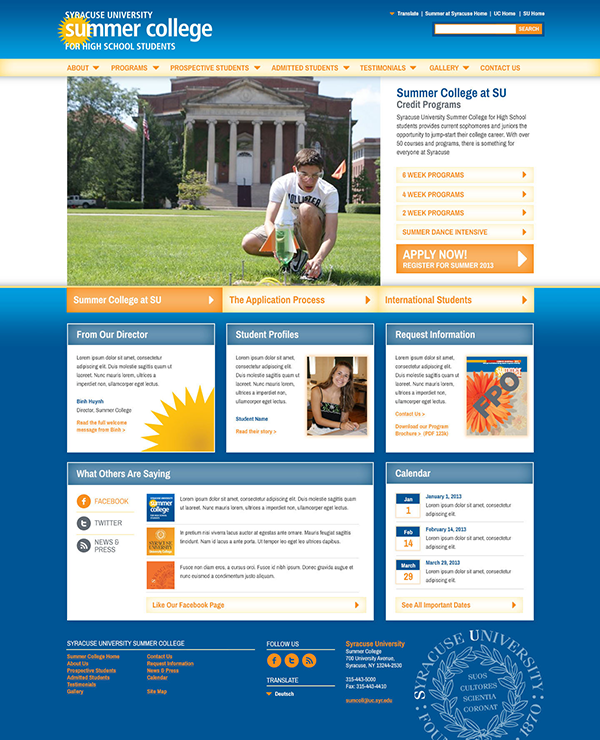 SYRACUSE UNIVERSITY
summer college
FOR HIGH SCHOOL STUDENTS
Translate | Summer at Syracuse Home | UC Home | SU Home
SEARCH
ABOUT PROGRAMS PROSPECTIVE STUDENTS ADMITTED STUDENTS TESTIMONIALS GALLERY CONTACT US
HOLLISTER
Summer College at SU
Credit Programs
Syracuse University Summer College for High School
students provides current sophomores and juniors the
opportunity to jump-start their college career. With over
50 courses and programs, there is something for
everyone at Syracuse
6 WEEK PROGRAMS
4 WEEK PROGRAMS
2 WEEK PROGRAMS
SUMMER DANCE INTENSIVE
APPLY NOW!
REGISTER FOR SUMMER 2013
Summer College at SU
The Application Process
International Students
From Our Director
Lorem ipsum dolor sit amet, consectetur
adipiscing elit. Duis molestie sagittis quam ut
laoreet. Nunc mauris lorem, ultrices a
imperdiet non, ullamcorper eget lectus.
Binh Huynh
Director, Summer College
Read the full welcome
message from Binh >
Student Profiles
Lorem ipsum dolor
sit amet, consectetur
adipiscing elit. Duis
molestie sagittis quam ut
laoreet. Nunc mauris
lorem, ultrices a imperdiet
non, ullamcorper eget
lectus.
Student Name
Read their story >
Request Information
Lorem ipsum dolor
sit amet, consectetur
adipiscing elit. Duis
molestie sagittis quam ut
laoreet.
Contact Us >
Download our Program
Brochure > (PDF 123k)
summer
FPO
What Others Are Saying
FACEBOOK
TWITTER
NEWS &
PRESS
SYRACUSE UNIVERSITY
summer
college
Lorem ipsum dolor sit amet, consectetur adipiscing elit. Duis molestie sagittis quam ut
laoreet. Nunc mauris lorem, ultrices a imperdiet non, ullamcorper eget lectus.
SYRACUSE
UNIVERSITY
In pretium nisi viverra lacus auctor at egestas ante ornare. Mauris feugiat sagittis
tincidunt. Nam id lacus a ante porta. Ut tempor leo eget leo ultrices dapibus.
Fusce non diam eros, a cursus orci. Fusce id nibh ipsum. Donec gravida augue et
nunc euismod a condimentum justo aliquam.
Like Our Facebook Page
Calendar
Jan
1
January 1, 2013
Lorem ipsum dolor sit amet, consectetur
adipiscing elit.
Feb
14
February 14, 2013
Lorem ipsum dolor sit amet, consectetur
adipiscing elit.
March
29
March 29, 2013
Lorem ipsum dolor sit amet, consectetur
adipiscing elit.
See All Important Dates
SYRACUSE UNIVERSITY SUMMER COLLEGE
Summer College Home
About Us
Prospective Students
Admitted Students
Testimonials
Gallery
Contact Us
Request Information
News & Press
Site Map
FOLLOW US
TRANSLATE
Deutsch
Syracuse University
Summer College
700 University Avenue,
Syracuse, NY 13244-2530
315-443-5000
Fax: 315-443-4410
sumcoll@uc.syr.edu
SYRACUSE UNIVERSITY
SUOS
CULTORES
SCIENTIA
CORONAT
1870